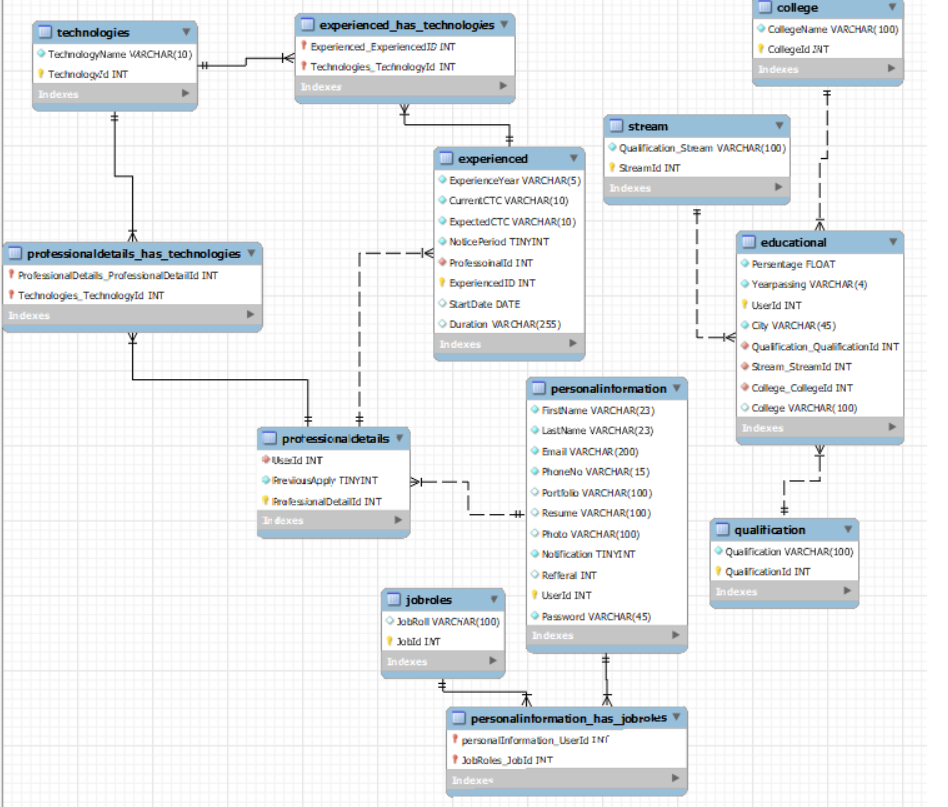 technologies
TechnologyName VARCHAR(10)
TechnologyId INT
Indexes
experienced_has_technologies
Experienced_ExperiencedID INT
Technologies_TechnologyId INT
Indexes
college
CollegeName VARCHAR(100)
CollegeId INT
Indexes
stream
Qualification_Stream VARCHAR(100)
StreamId INT
Indexes
experienced
ExperienceYear VARCHAR(5)
CurrentCTC VARCHAR(10)
ExpectedCTC VARCHAR(10)
NoticePeriod TINYINT
ProfessoinalId INT
ExperiencedID INT
StartDate DATE
Duration VARCHAR(255)
Indexes
professionaldetails_has_technologies
ProfessionalDetails_ProfessionalDetailId INT
Technologies_TechnologyId INT
Indexes
educational
Persentage FLOAT
Yearpassing VARCHAR(4)
UserId INT
City VARCHAR(45)
Qualification_QualificationId INT
Stream_StreamId INT
College_CollegeId INT
College VARCHAR(100)
Indexes
personalinformation
FirstName VARCHAR(23)
LastName VARCHAR(23)
Email VARCHAR(200)
PhoneNo VARCHAR(15)
Portfolio VARCHAR(100)
Resume VARCHAR(100)
Photo VARCHAR(100)
Notification TINYINT
Refferal INT
UserId INT
Password VARCHAR(45)
Indexes
professionaldetails
UserId INT
PreviousApply TINYINT
ProfessionalDetailId INT
Indexes
qualification
Qualification VARCHAR(100)
QualificationId INT
Indexes
jobroles
JobRoll VARCHAR(100)
JobId INT
Indexes
personalinformation_has_jobroles
personalInformation_UserId INT
JobRoles_JobId INT
Indexes